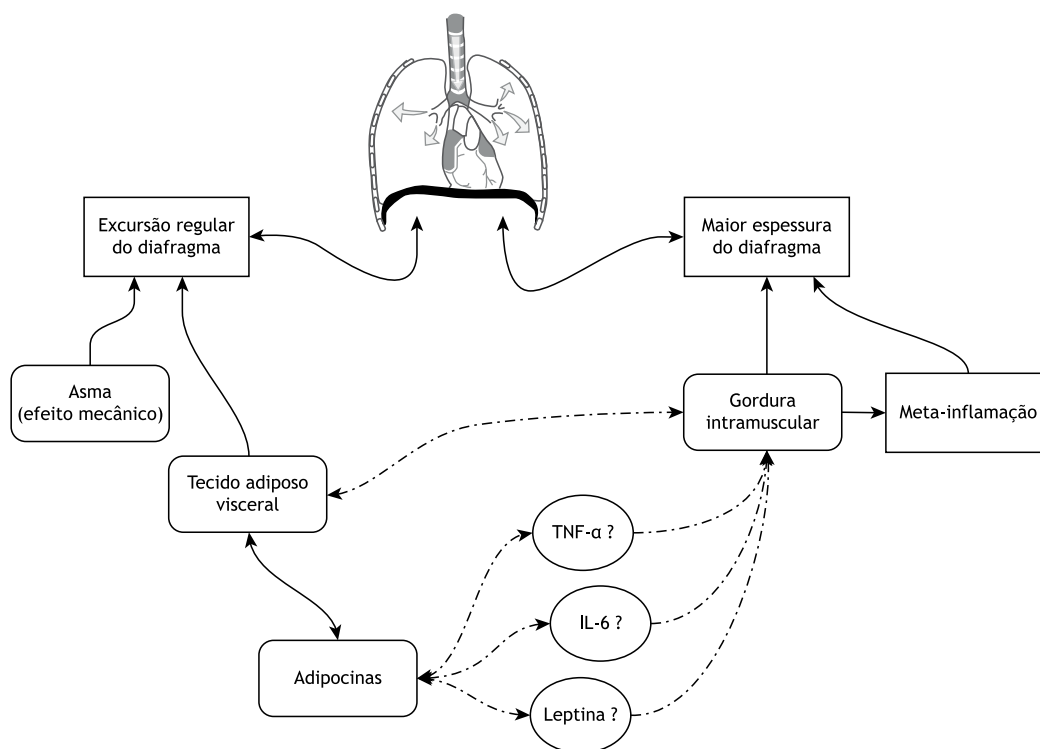 Excursão regular
do diafragma
Maior espessura
do diafragma
Asma
(efeito mecânico)
Gordura
intramuscular
Meta-inflamação
Tecido adiposo
visceral
TNF-α ?
IL-6 ?
Adipocinas
Leptina ?